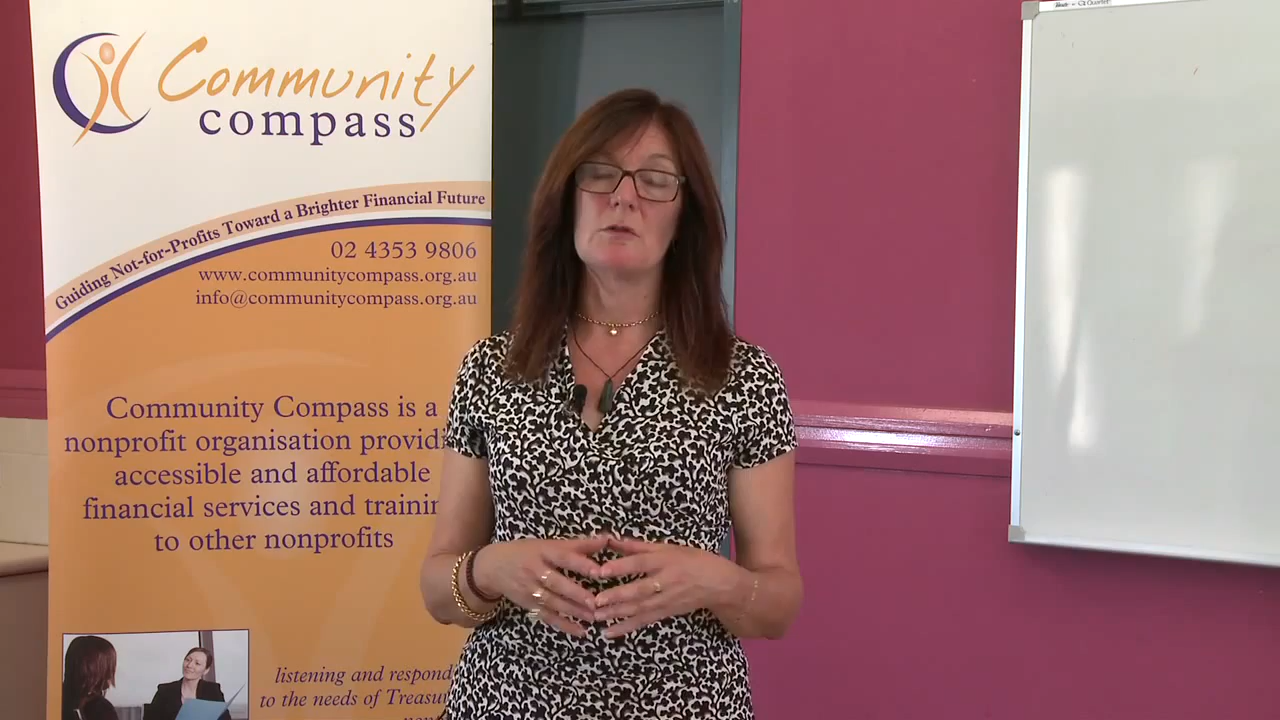 Community
compass
Guiding Not-for-Profits Toward a Brighter Financial Future
02 4353 9806
www.communitycompass.org.au
info@communitycompass.org.au
Community Compass is a
nonprofit organisation providi
accessible and affordable
financial services and trainin
to other nonprofits
listening and respond
to the needs of Treasu